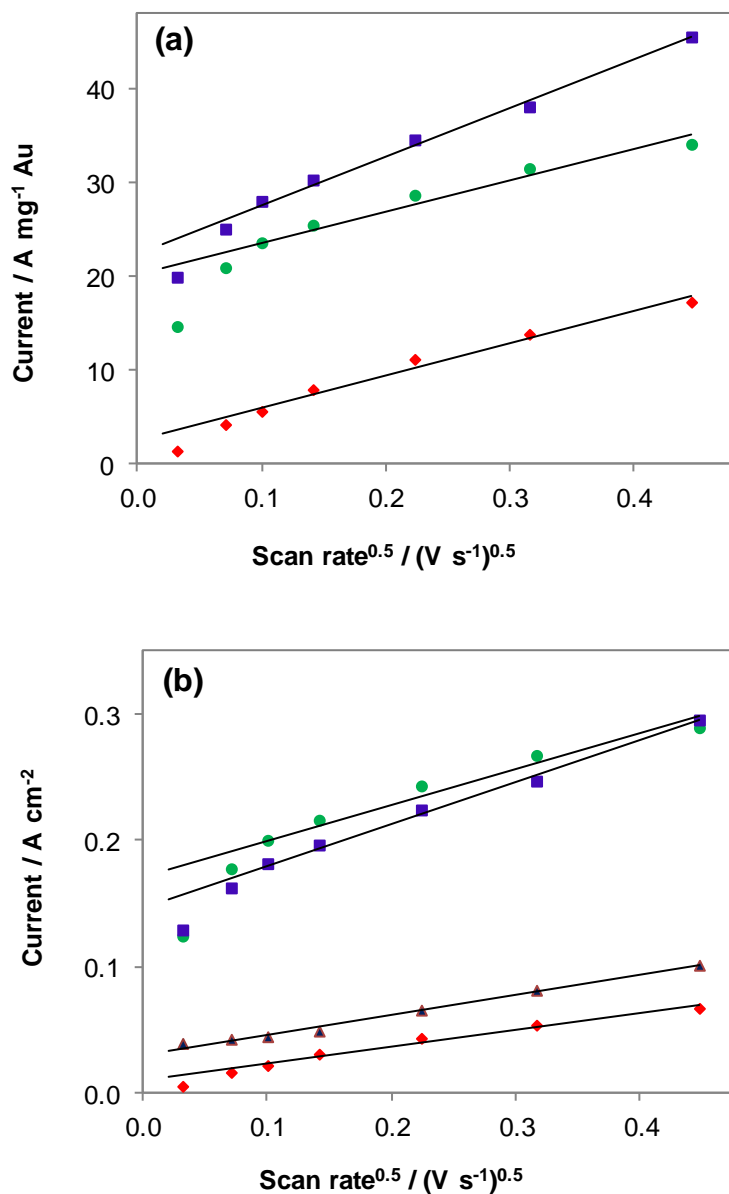 (a)
40
30
20
10
0
0.0 0.1 0.2 0.3 0.4
Current / A mg⁻¹ Au
Scan rate⁰·⁵ / (V s⁻¹)⁰·⁵
(b)
0.3
0.2
0.1
0.0
0.0 0.1 0.2 0.3 0.4
Current / A cm⁻²
Scan rate⁰·⁵ / (V s⁻¹)⁰·⁵